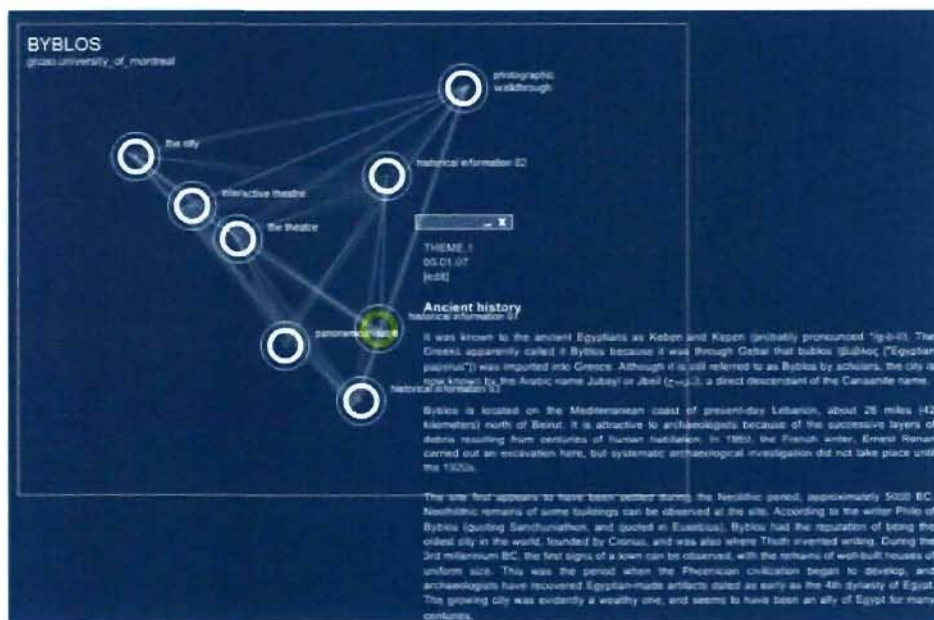 BYBLOS
grcao.university_of_montreal
photographic
walkthrough
the city
historical information 02
interactive theatre
the theatre
_ x
THEME_1
05.01.07
[edit]
Ancient history
historical information 01
panoramic
historical information 03
It was known to the ancient Egyptians as Keben and Kepen (probably pronounced The
Greeks apparently called it Byblos because it was through Gebal that bublos (βύβλος ["Egyptian
papyrus"]) was imported into Greece. Although it is still referred to as Byblos by scholars, the city is
now known by the Arabic name Jubayl or Jbeil a direct descendant of the Canaanite name.
Byblos is located on the Mediterranean coast of present-day Lebanon, about 26 miles (42
kilometers) north of Beirut. It is attractive to archaeologists because of the successive layers of
debris resulting from centuries of human habitation. In 1860, the French writer, Ernest Renan
carried out an excavation here, but systematic archaeological investigation did not take place until
the 1920s.
The site first appears to have been settled during the Neolithic period, approximately 5000 BC.
Neolithic remains of some buildings can be observed at the site. According to the writer Philo of
Byblos (quoting Sanchuniathon, and quoted in Eusebius), Byblos had the reputation of being the
oldest city in the world, founded by Cronus, and was also where Thoth invented writing. During the
3rd millennium BC, the first signs of a town can be observed, with the remains of well-built houses of
uniform size. This was the period when the Phoenician civilization began to develop, and
archaeologists have recovered Egyptian-made artifacts dated as early as the 4th dynasty of Egypt.
The growing city was evidently a wealthy one, and seems to have been an ally of Egypt for many
centuries.